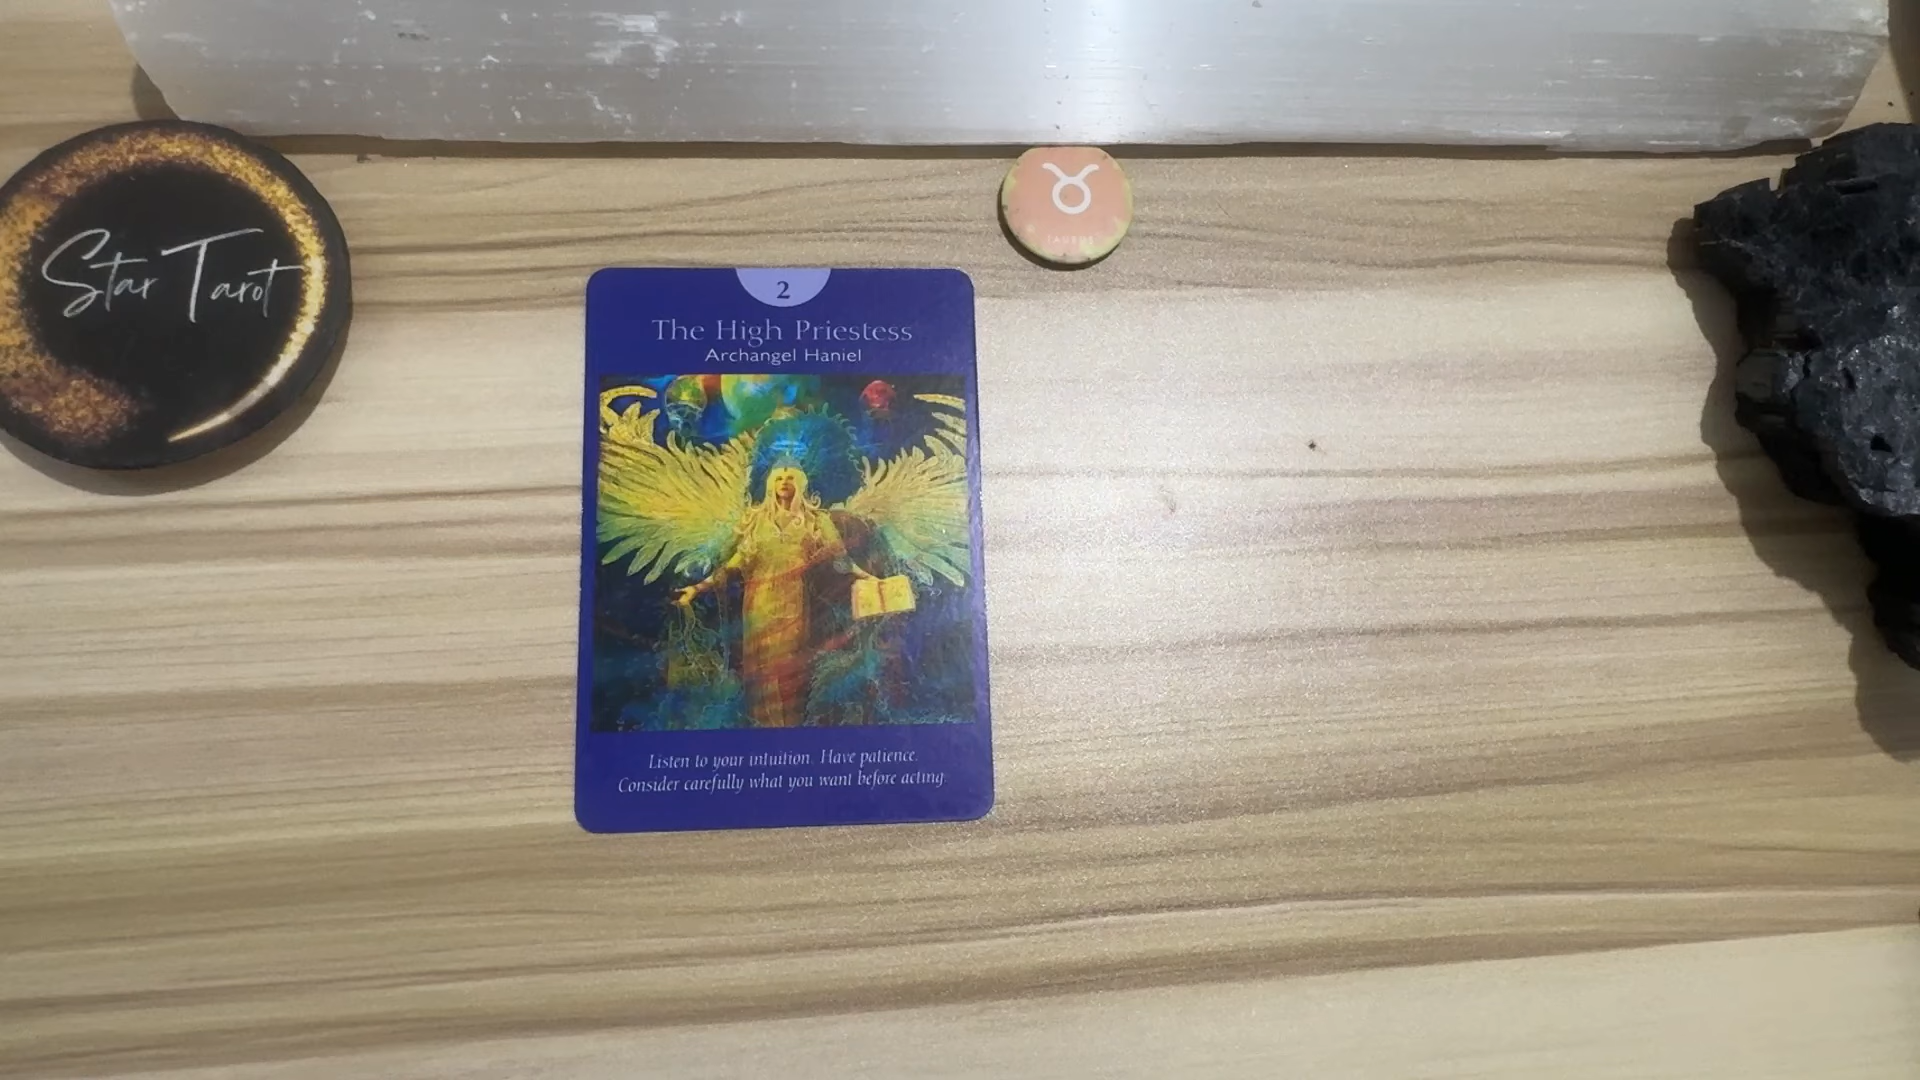 Star Tarot
TAURUS
2
The High Priestess
Archangel Haniel
Listen to your intuition. Have patience.
Consider carefully what you want before acting.